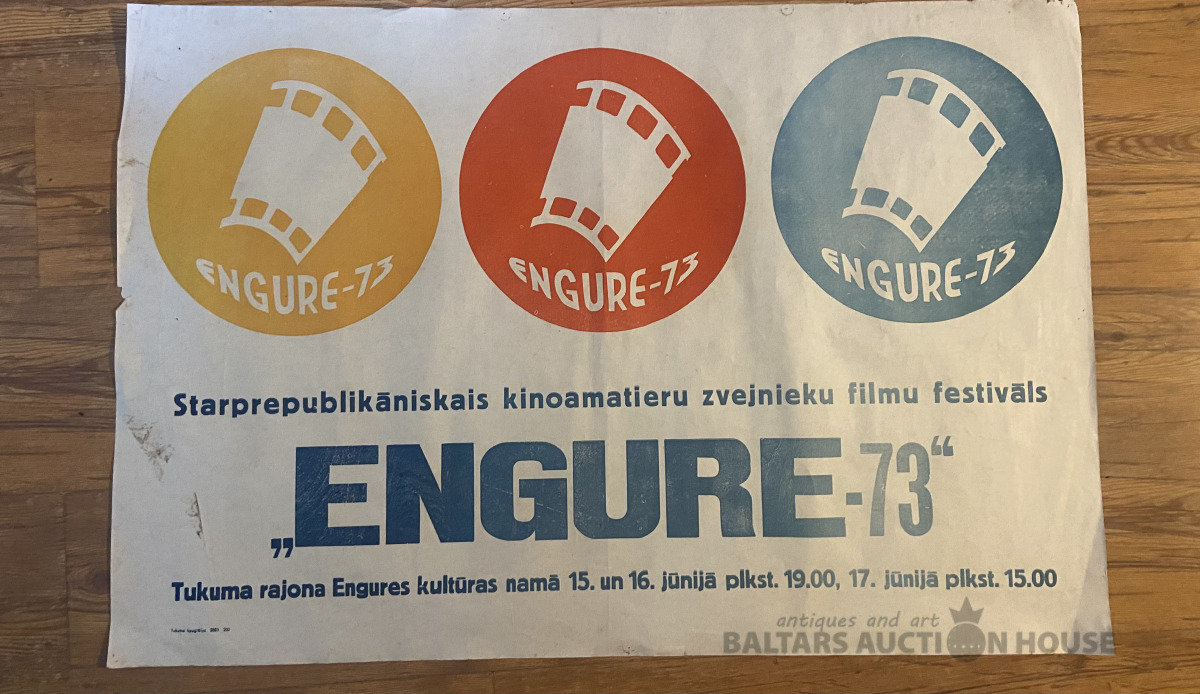 ENGURE-73
ENGURE-73
ENGURE-73
Starprepublikāniskais kinoamatieru zvejnieku filmu festivāls
„ENGURE-73“
Tukuma rajona Engures kultūras namā 15. un 16. jūnijā plkst. 19.00, 17. jūnijā plkst. 15.00
Tukuma
antiques and art
BALTARS AUCTION HOUSE